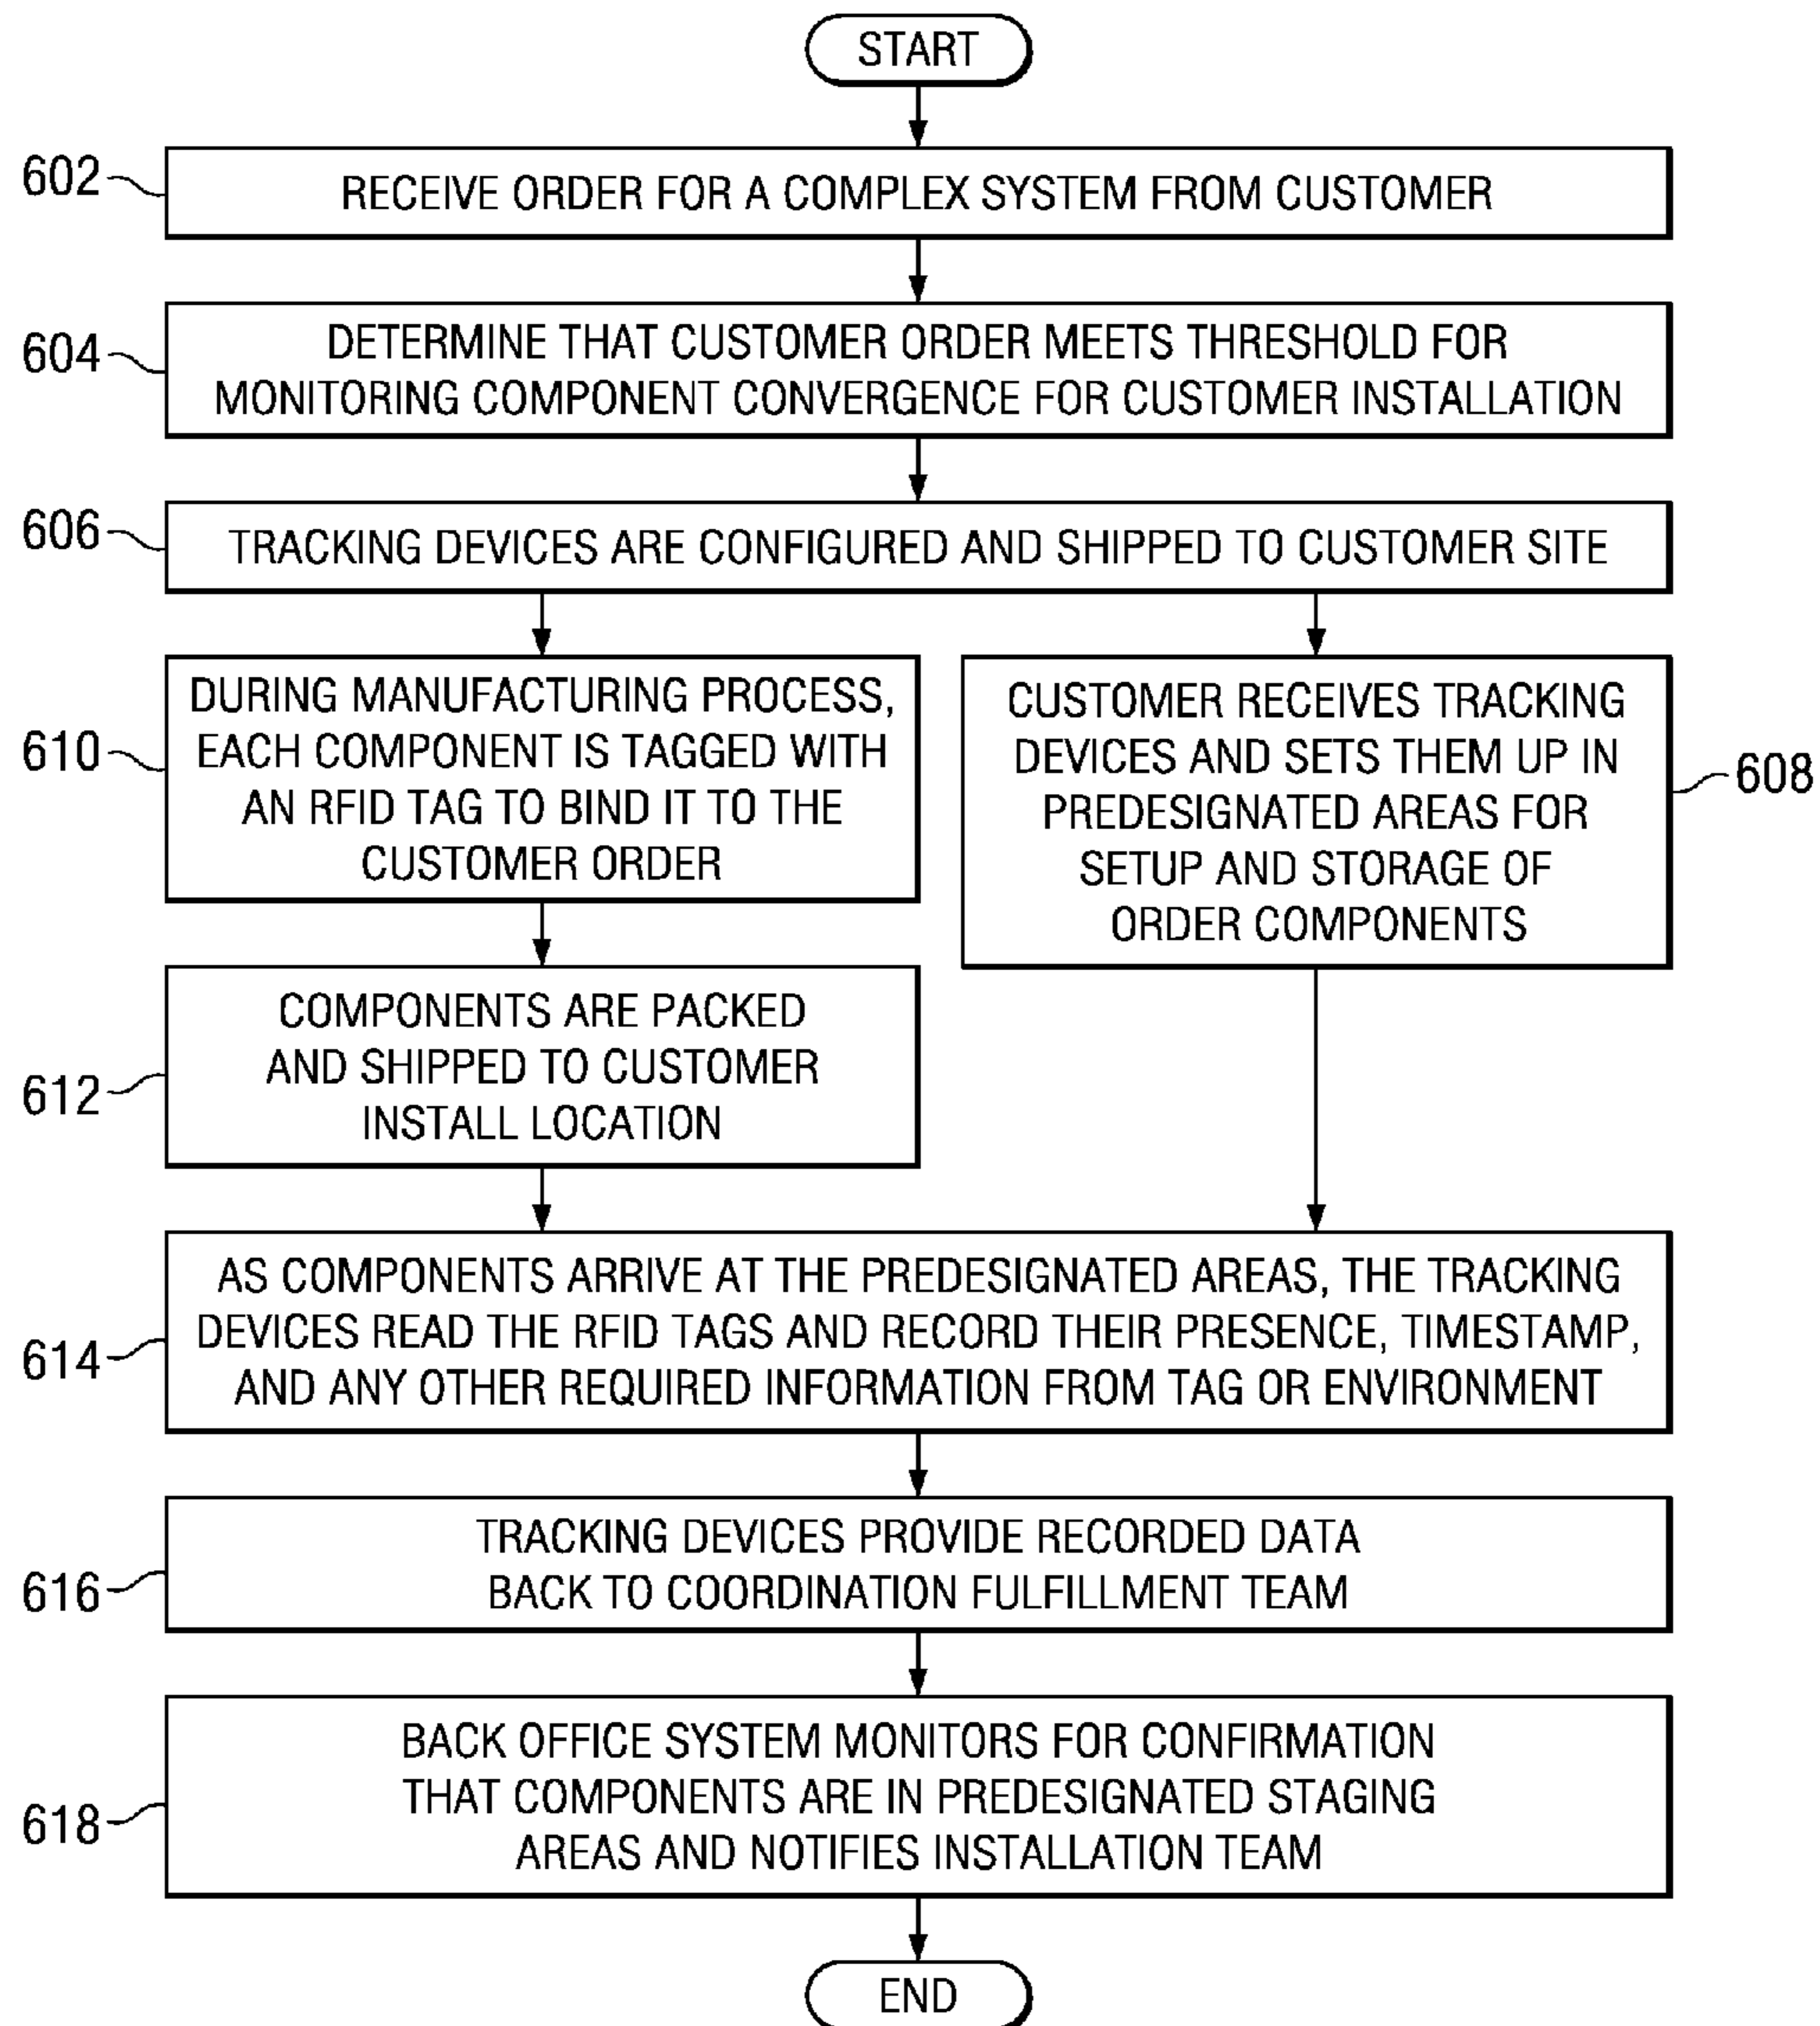 START
602
RECEIVE ORDER FOR A COMPLEX SYSTEM FROM CUSTOMER
604
DETERMINE THAT CUSTOMER ORDER MEETS THRESHOLD FOR
MONITORING COMPONENT CONVERGENCE FOR CUSTOMER INSTALLATION
606
TRACKING DEVICES ARE CONFIGURED AND SHIPPED TO CUSTOMER SITE
610
DURING MANUFACTURING PROCESS,
EACH COMPONENT IS TAGGED WITH
AN RFID TAG TO BIND IT TO THE
CUSTOMER ORDER
CUSTOMER RECEIVES TRACKING
DEVICES AND SETS THEM UP IN
PREDESIGNATED AREAS FOR
SETUP AND STORAGE OF
ORDER COMPONENTS
608
612
COMPONENTS ARE PACKED
AND SHIPPED TO CUSTOMER
INSTALL LOCATION
614
AS COMPONENTS ARRIVE AT THE PREDESIGNATED AREAS, THE TRACKING
DEVICES READ THE RFID TAGS AND RECORD THEIR PRESENCE, TIMESTAMP,
AND ANY OTHER REQUIRED INFORMATION FROM TAG OR ENVIRONMENT
616
TRACKING DEVICES PROVIDE RECORDED DATA
BACK TO COORDINATION FULFILLMENT TEAM
618
BACK OFFICE SYSTEM MONITORS FOR CONFIRMATION
THAT COMPONENTS ARE IN PREDESIGNATED STAGING
AREAS AND NOTIFIES INSTALLATION TEAM
END